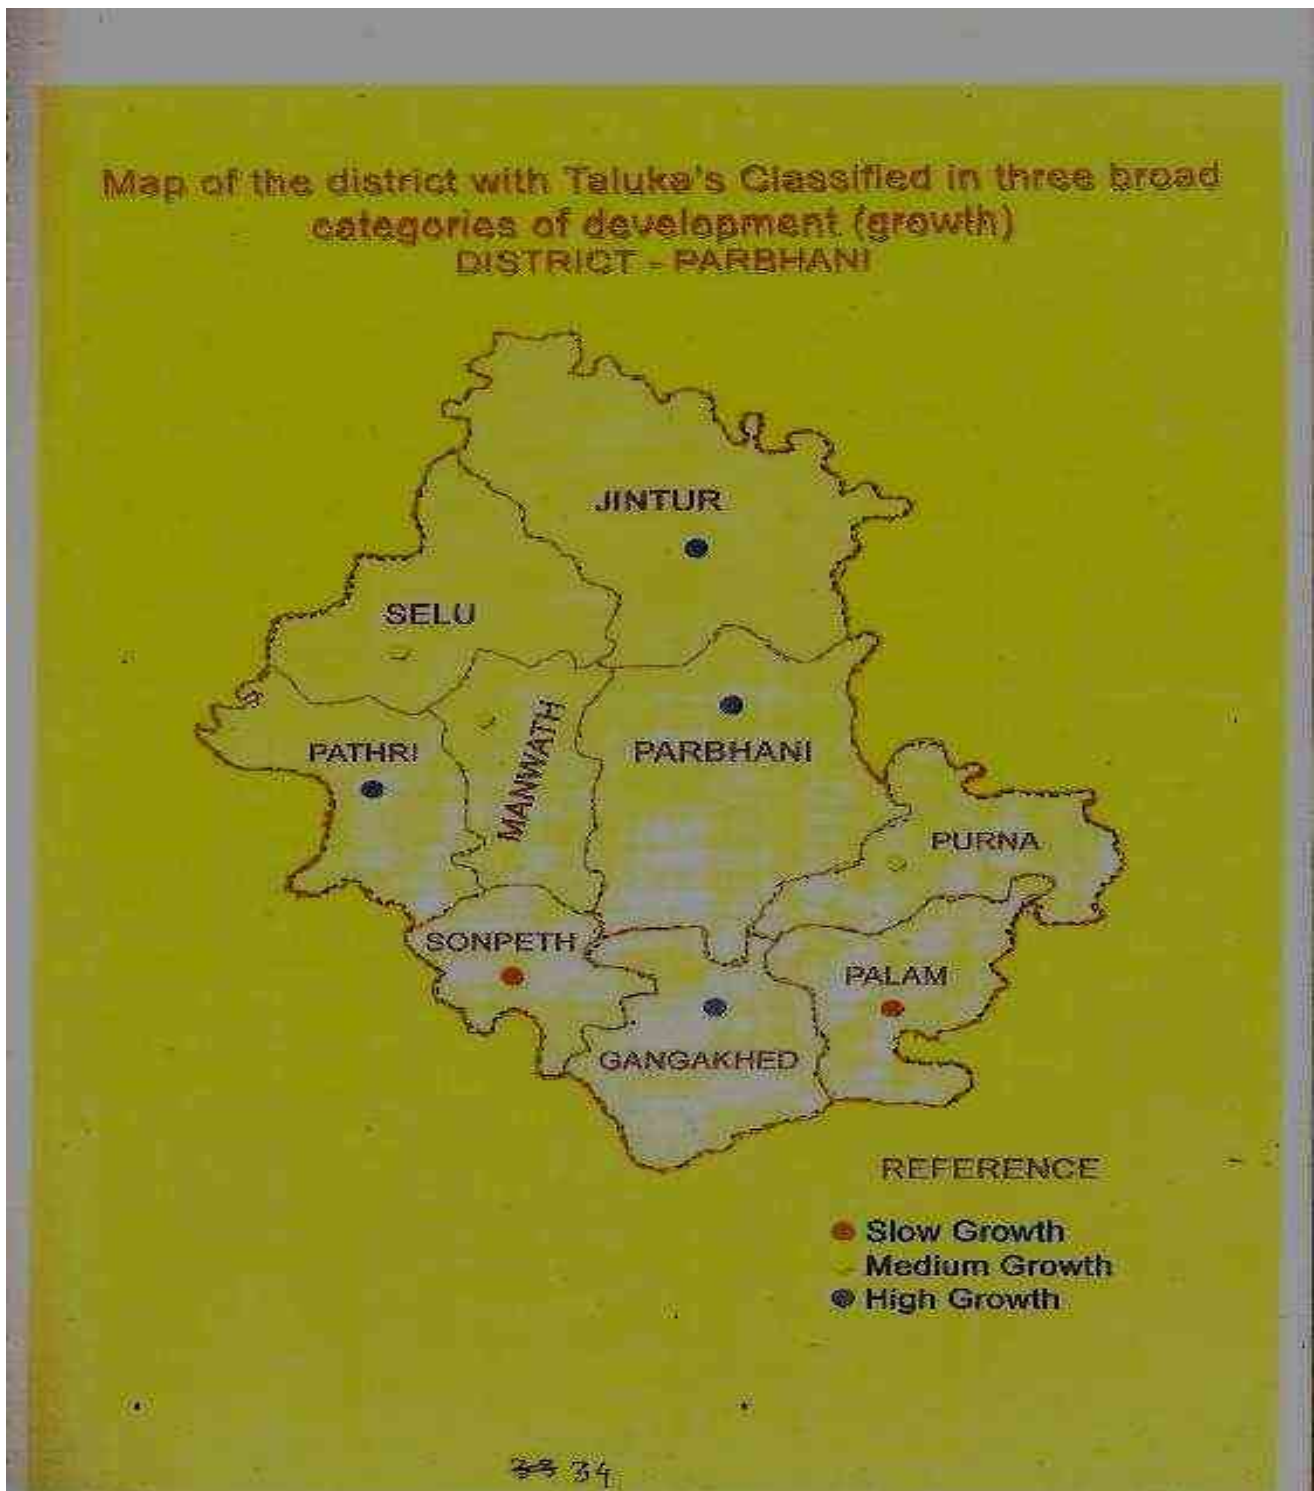 Map of the district with Taluka's Classified in three broad
categories of development (growth)
DISTRICT - PARBHANI
JINTUR
SELU
PATHRI
MANWATH
PARBHANI
PURNA
SONPETH
PALAM
GANGAKHED
REFERENCE
Slow Growth
Medium Growth
High Growth
34